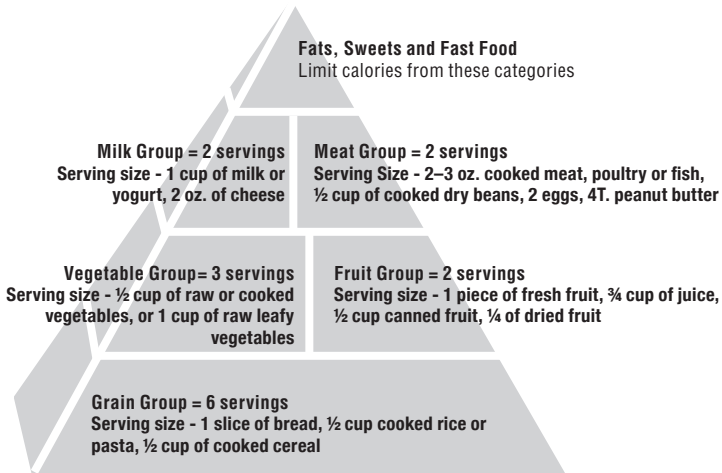 Fats, Sweets and Fast Food
Limit calories from these categories
Milk Group = 2 servings
Serving size - 1 cup of milk or
yogurt, 2 oz. of cheese
Meat Group = 2 servings
Serving Size - 2–3 oz. cooked meat, poultry or fish,
½ cup of cooked dry beans, 2 eggs, 4T. peanut butter
Vegetable Group= 3 servings
Serving size - ½ cup of raw or cooked
vegetables, or 1 cup of raw leafy
vegetables
Fruit Group = 2 servings
Serving size - 1 piece of fresh fruit, ¾ cup of juice,
½ cup canned fruit, ¼ of dried fruit
Grain Group = 6 servings
Serving size - 1 slice of bread, ½ cup cooked rice or
pasta, ½ cup of cooked cereal